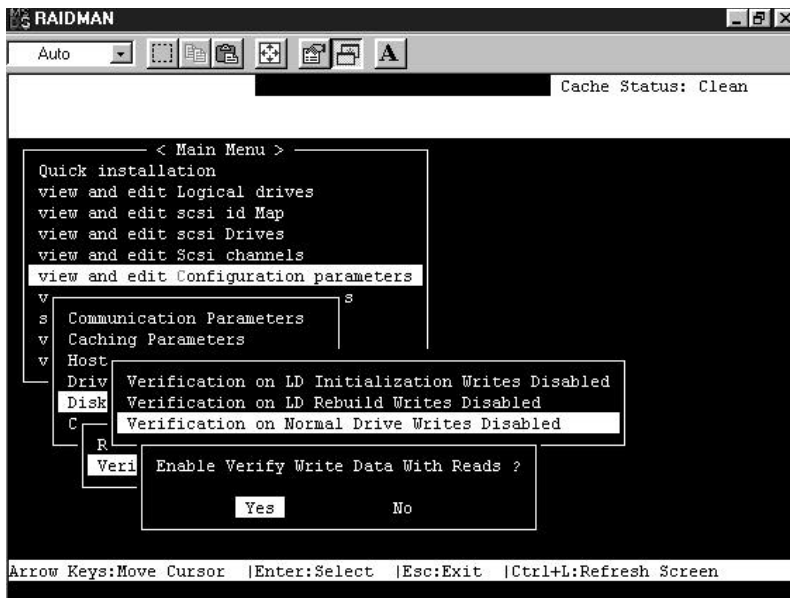 RAIDMAN
Auto
A
Cache Status: Clean
< Main Menu >
Quick installation
view and edit Logical drives
view and edit scsi id Map
view and edit scsi Drives
view and edit Scsi channels
view and edit Configuration parameters
v s
s Communication Parameters
v Caching Parameters
v Host
Driv Verification on LD Initialization Writes Disabled
Disk Verification on LD Rebuild Writes Disabled
C Verification on Normal Drive Writes Disabled
R
Veri Enable Verify Write Data With Reads ?
Yes No
Arrow Keys:Move Cursor |Enter:Select |Esc:Exit |Ctrl+L:Refresh Screen